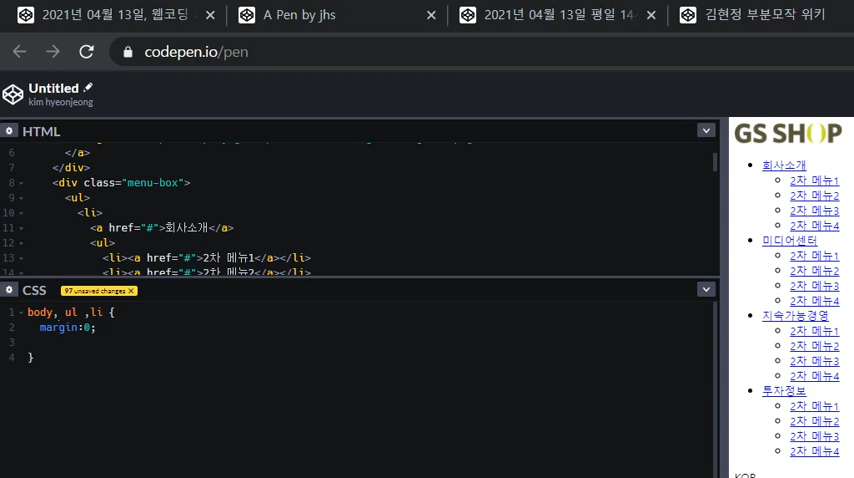 2021년 04월 13일, 웹코딩
A Pen by jhs
2021년 04월 13일 평일 14
김현정 부분모작 위키
codepen.io/pen
Untitled
kim hyeonjeong
HTML
6 </a>
7 </div>
8 <div class="menu-box">
9 <ul>
10 <li>
11 <a href="#">회사소개</a>
12 <ul>
13 <li><a href="#">2차 메뉴1</a></li>
14 <li><a href="#">2차 메뉴2</a></li>
CSS
97 unsaved changes X
1 body, ul ,li {
2 margin:0;
3
4 }
GS SHOP
회사소개
2차 메뉴1
2차 메뉴2
2차 메뉴3
2차 메뉴4
미디어센터
2차 메뉴1
2차 메뉴2
2차 메뉴3
2차 메뉴4
지속가능경영
2차 메뉴1
2차 메뉴2
2차 메뉴3
2차 메뉴4
투자정보
2차 메뉴1
2차 메뉴2
2차 메뉴3
2차 메뉴4
KOR